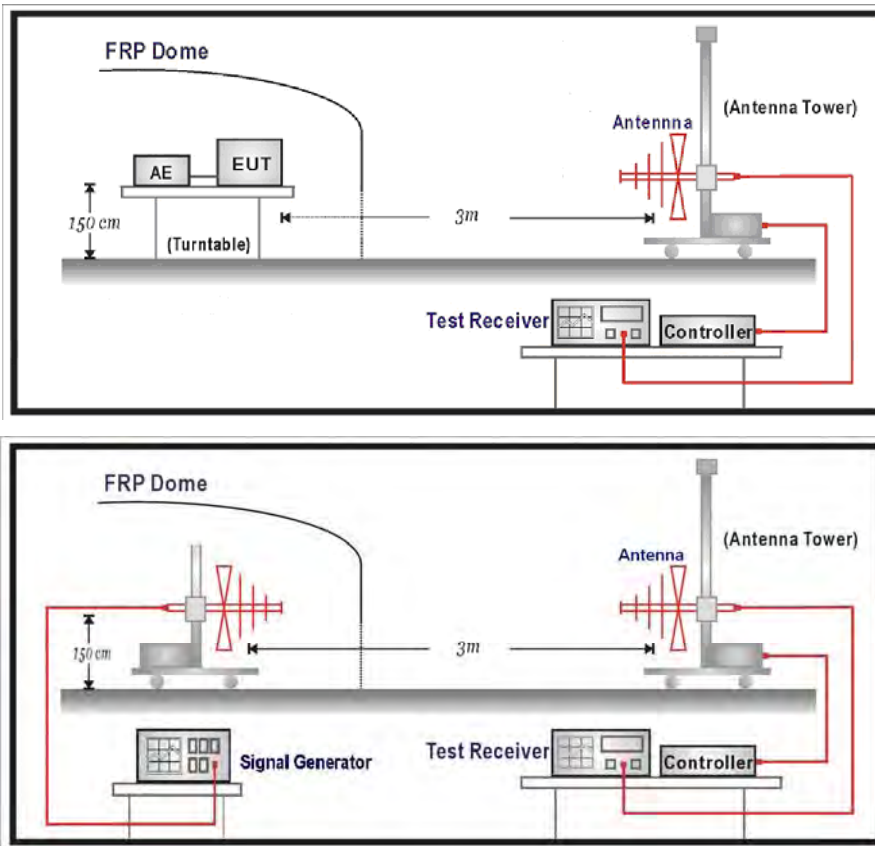 FRP Dome
(Antenna Tower)
Antennna
AE
EUT
150 cm
3m
(Turntable)
Test Receiver
Controller
FRP Dome
(Antenna Tower)
Antenna
150 cm
3m
Signal Generator
Test Receiver
Controller